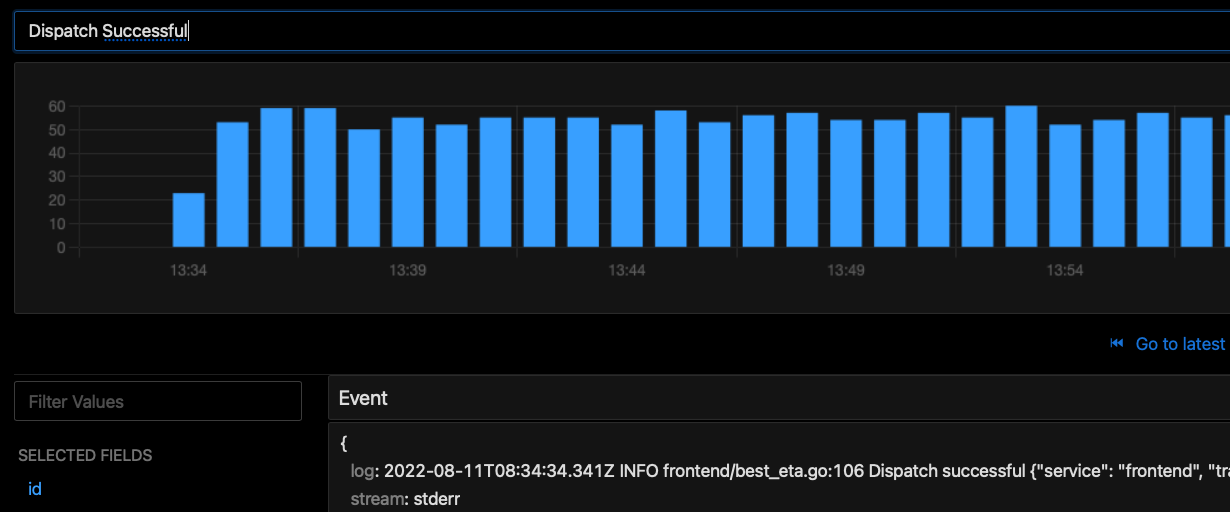 Dispatch Successful
60
50
40
30
20
10
0
13:34 13:39 13:44 13:49 13:54
Go to latest
Filter Values
Event
SELECTED FIELDS
{
log: 2022-08-11T08:34:34.341Z INFO frontend/best_eta.go:106 Dispatch successful {"service": "frontend", "tra
id
stream: stderr